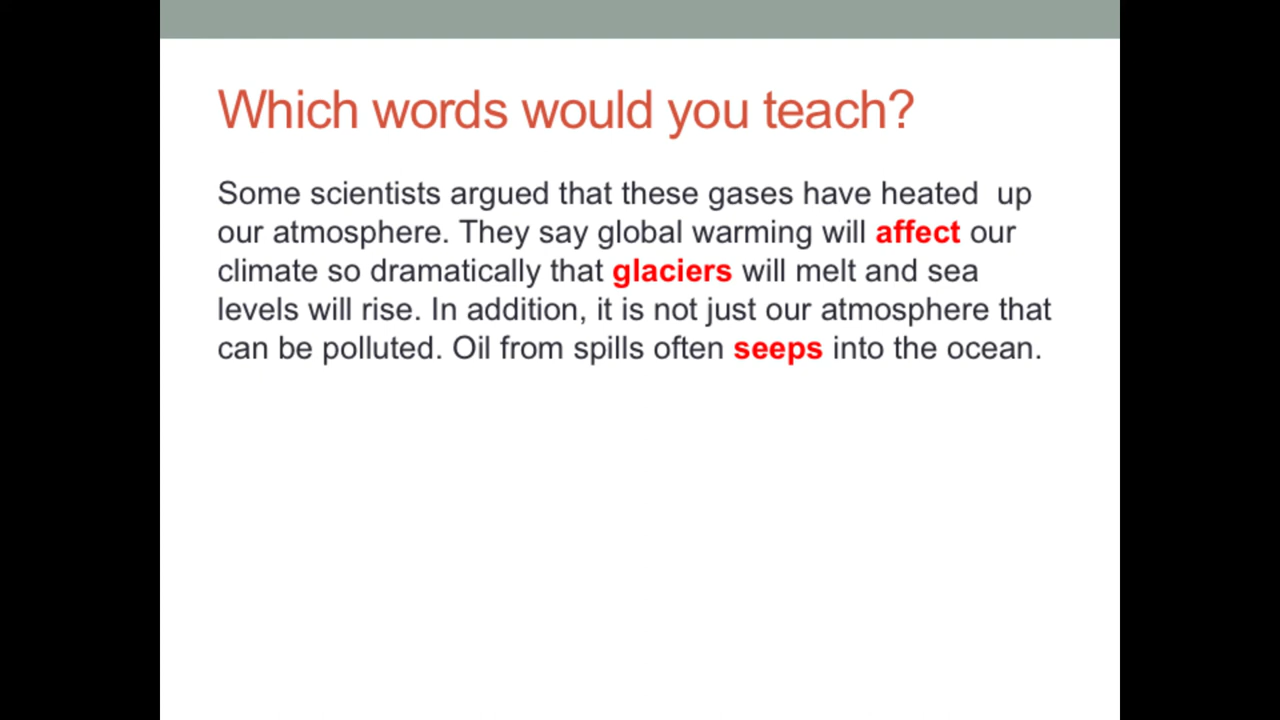 Which words would you teach?
Some scientists argued that these gases have heated  up
our atmosphere. They say global warming will affect our
climate so dramatically that glaciers will melt and sea
levels will rise. In addition, it is not just our atmosphere that
can be polluted. Oil from spills often seeps into the ocean.